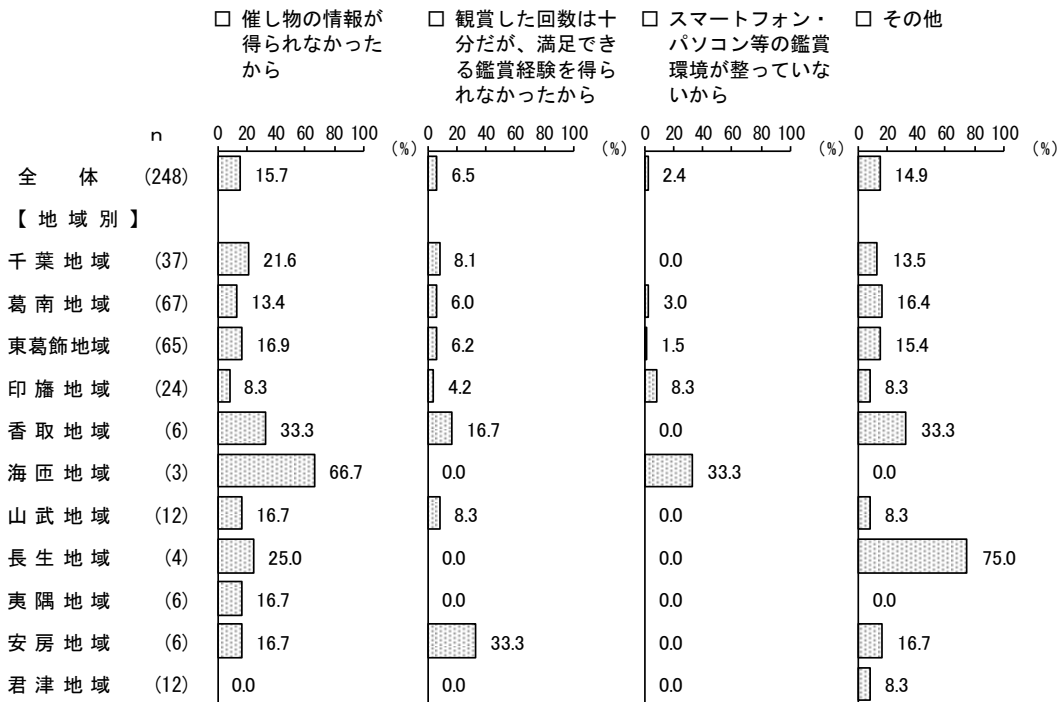 □ 催し物の情報が得られなかったから
□ 観賞した回数は十分だが、満足できる鑑賞経験を得られなかったから
□ スマートフォン・パソコン等の鑑賞環境が整っていないから
□ その他
n 0 20 40 60 80 100 (%) 0 20 40 60 80 100 (%) 0 20 40 60 80 100 (%) 0 20 40 60 80 100 (%)
全体 (248) 15.7 6.5 2.4 14.9
【地域別】
千葉地域 (37) 21.6 8.1 0.0 13.5
葛南地域 (67) 13.4 6.0 3.0 16.4
東葛飾地域 (65) 16.9 6.2 1.5 15.4
印旛地域 (24) 8.3 4.2 8.3 8.3
香取地域 (6) 33.3 16.7 0.0 33.3
海匝地域 (3) 66.7 0.0 33.3 0.0
山武地域 (12) 16.7 8.3 0.0 8.3
長生地域 (4) 25.0 0.0 0.0 75.0
夷隅地域 (6) 16.7 0.0 0.0 0.0
安房地域 (6) 16.7 33.3 0.0 16.7
君津地域 (12) 0.0 0.0 0.0 8.3